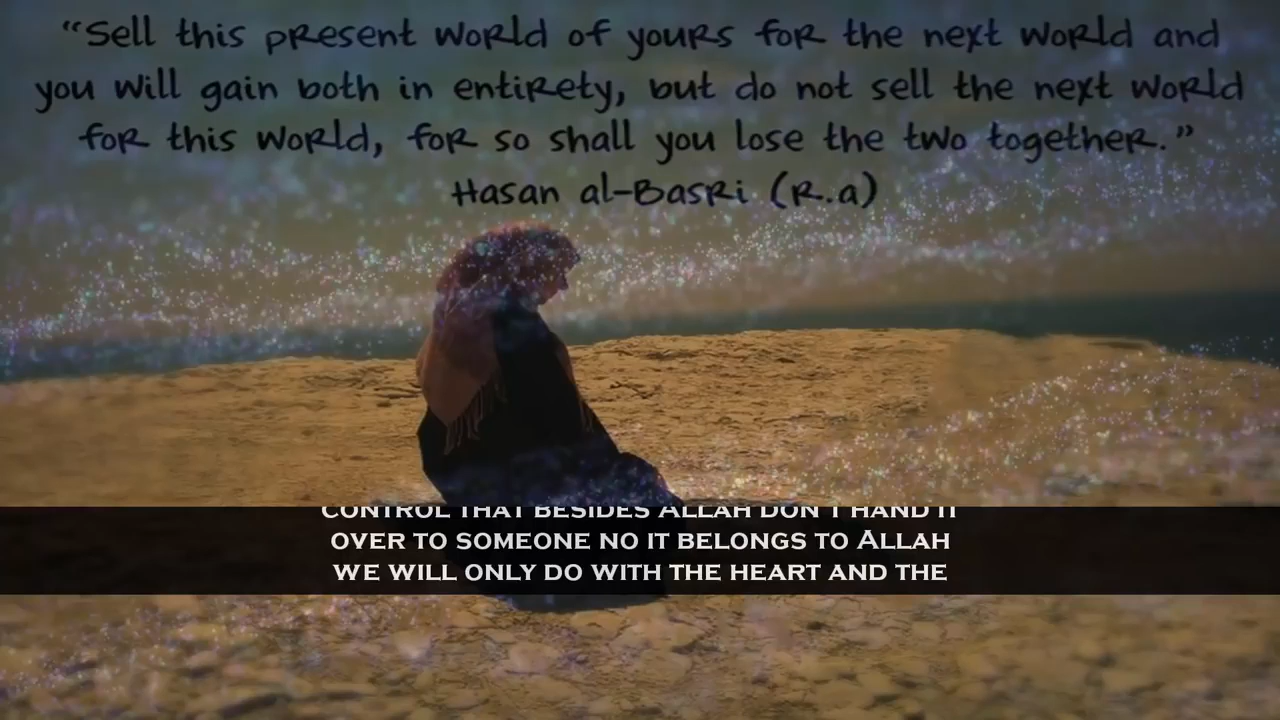 “Sell this present world of yours for the next world and
you will gain both in entirety, but do not sell the next world
for this world, for so shall you lose the two together.”
Hasan al-Basri (R.a)
CONTROL THAT BESIDES ALLAH DON'T HAND IT
OVER TO SOMEONE NO IT BELONGS TO ALLAH
WE WILL ONLY DO WITH THE HEART AND THE